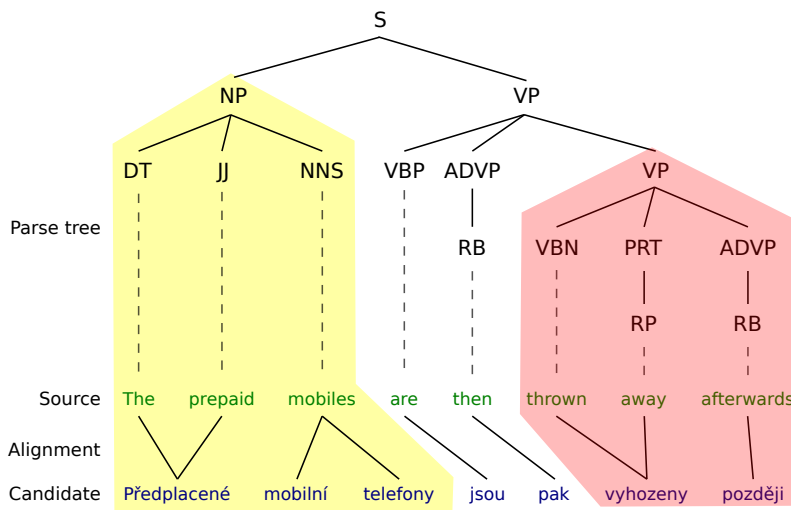 S
NP VP
DT JJ NNS VBP ADVP VP
Parse tree RB VBN PRT ADVP
RP RB
Source The prepaid mobiles are then thrown away afterwards
Alignment
Candidate Předplacené mobilní telefony jsou pak vyhozeny později